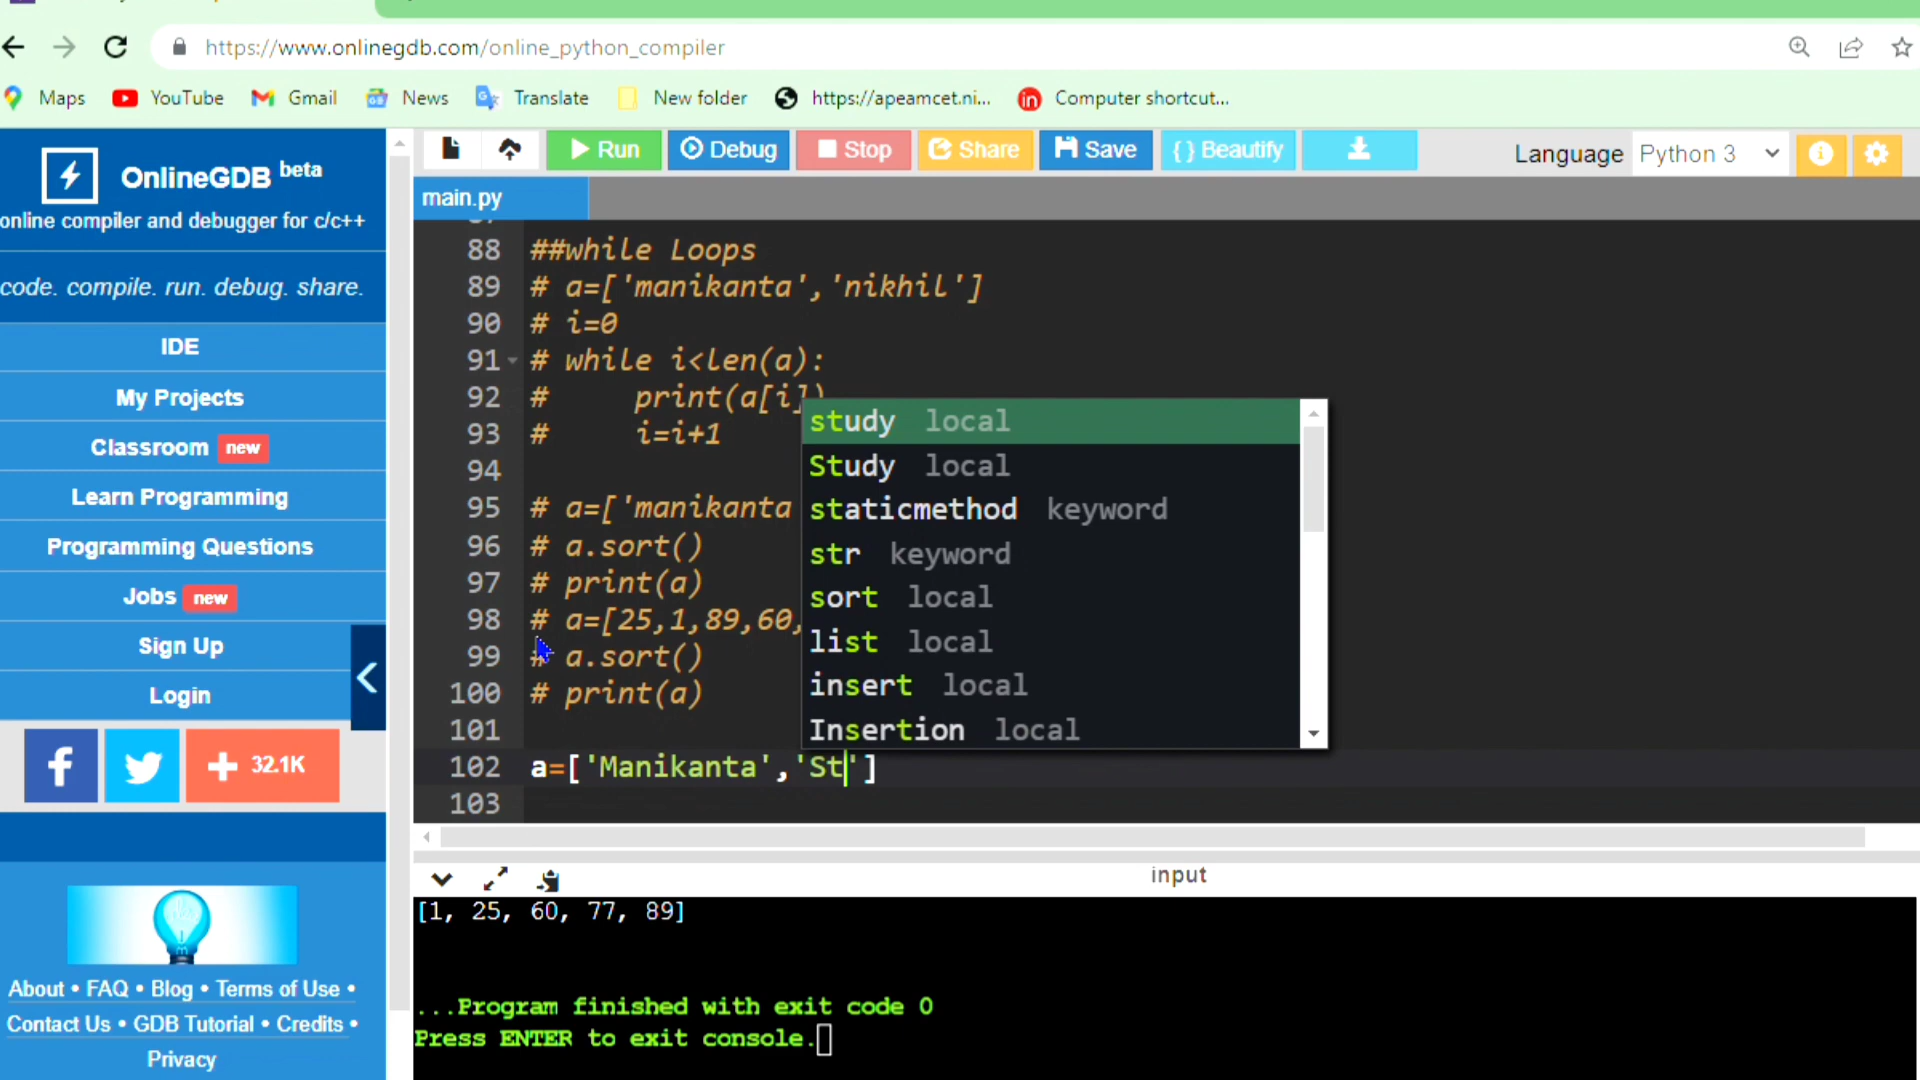 https://www.onlinegdb.com/online_python_compiler
Maps YouTube Gmail News Translate New folder https://apeamcet.ni... Computer shortcut...
OnlineGDB beta
online compiler and debugger for c/c++
code. compile. run. debug. share.
IDE
My Projects
Classroom new
Learn Programming
Programming Questions
Jobs new
Sign Up
Login
32.1K
About • FAQ • Blog • Terms of Use •
Contact Us • GDB Tutorial • Credits •
Privacy
Run Debug Stop Share Save { } Beautify Language Python 3
main.py
88 ##while Loops
89 # a=['manikanta','nikhil']
90 # i=0
91 # while i<len(a):
92 #     print(a[i])
93 #     i=i+1
94
95 # a=['manikanta
96 # a.sort()
97 # print(a)
98 # a=[25,1,89,60,
99 # a.sort()
100 # print(a)
101
102 a=['Manikanta','St']
103
study local
Study local
staticmethod keyword
str keyword
sort local
list local
insert local
Insertion local
input
[1, 25, 60, 77, 89]
...Program finished with exit code 0
Press ENTER to exit console.